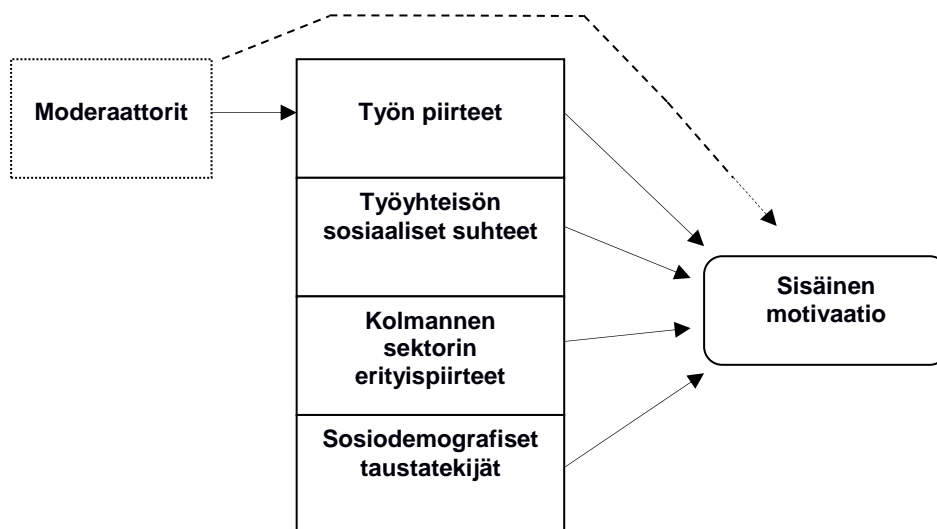 Moderaattorit
Työn piirteet
Työyhteisön
sosiaaliset suhteet
Kolmannen
sektorin
erityispiirteet
Sosiodemografiset
taustatekijät
Sisäinen
motivaatio